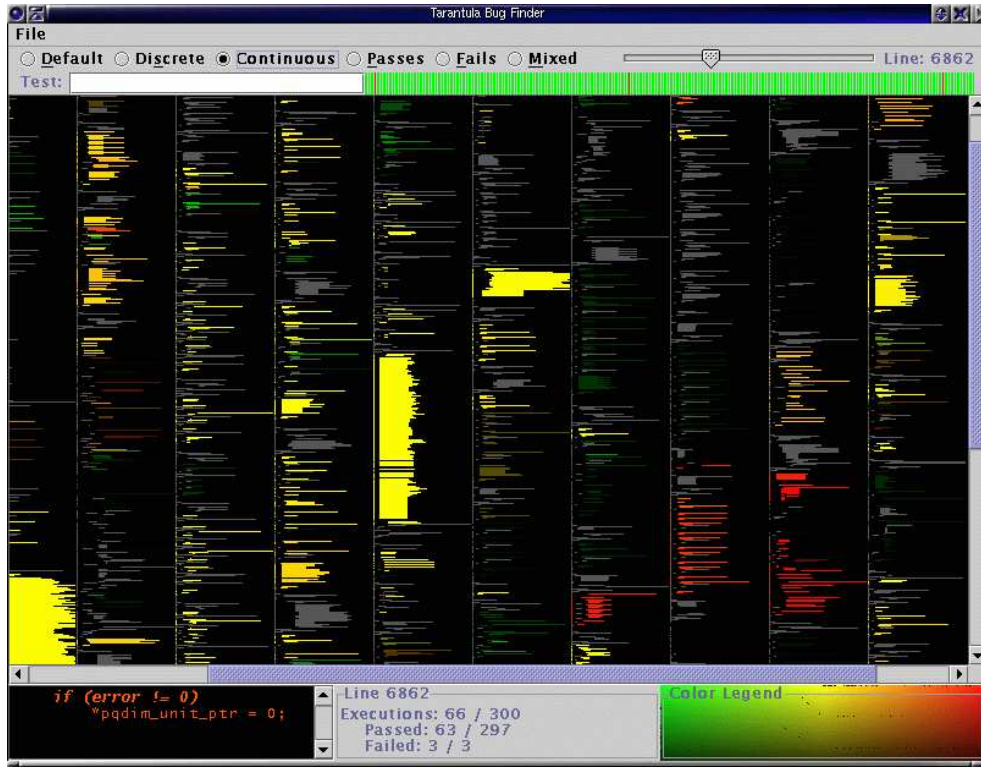 Tarantula Bug Finder
File
Default Discrete Continuous Passes Fails Mixed Line: 6862
Test:
if (error != 0)
*pqdim_unit_ptr = 0;
Line 6862
Executions: 66 / 300
Passed: 63 / 297
Failed: 3 / 3
Color Legend